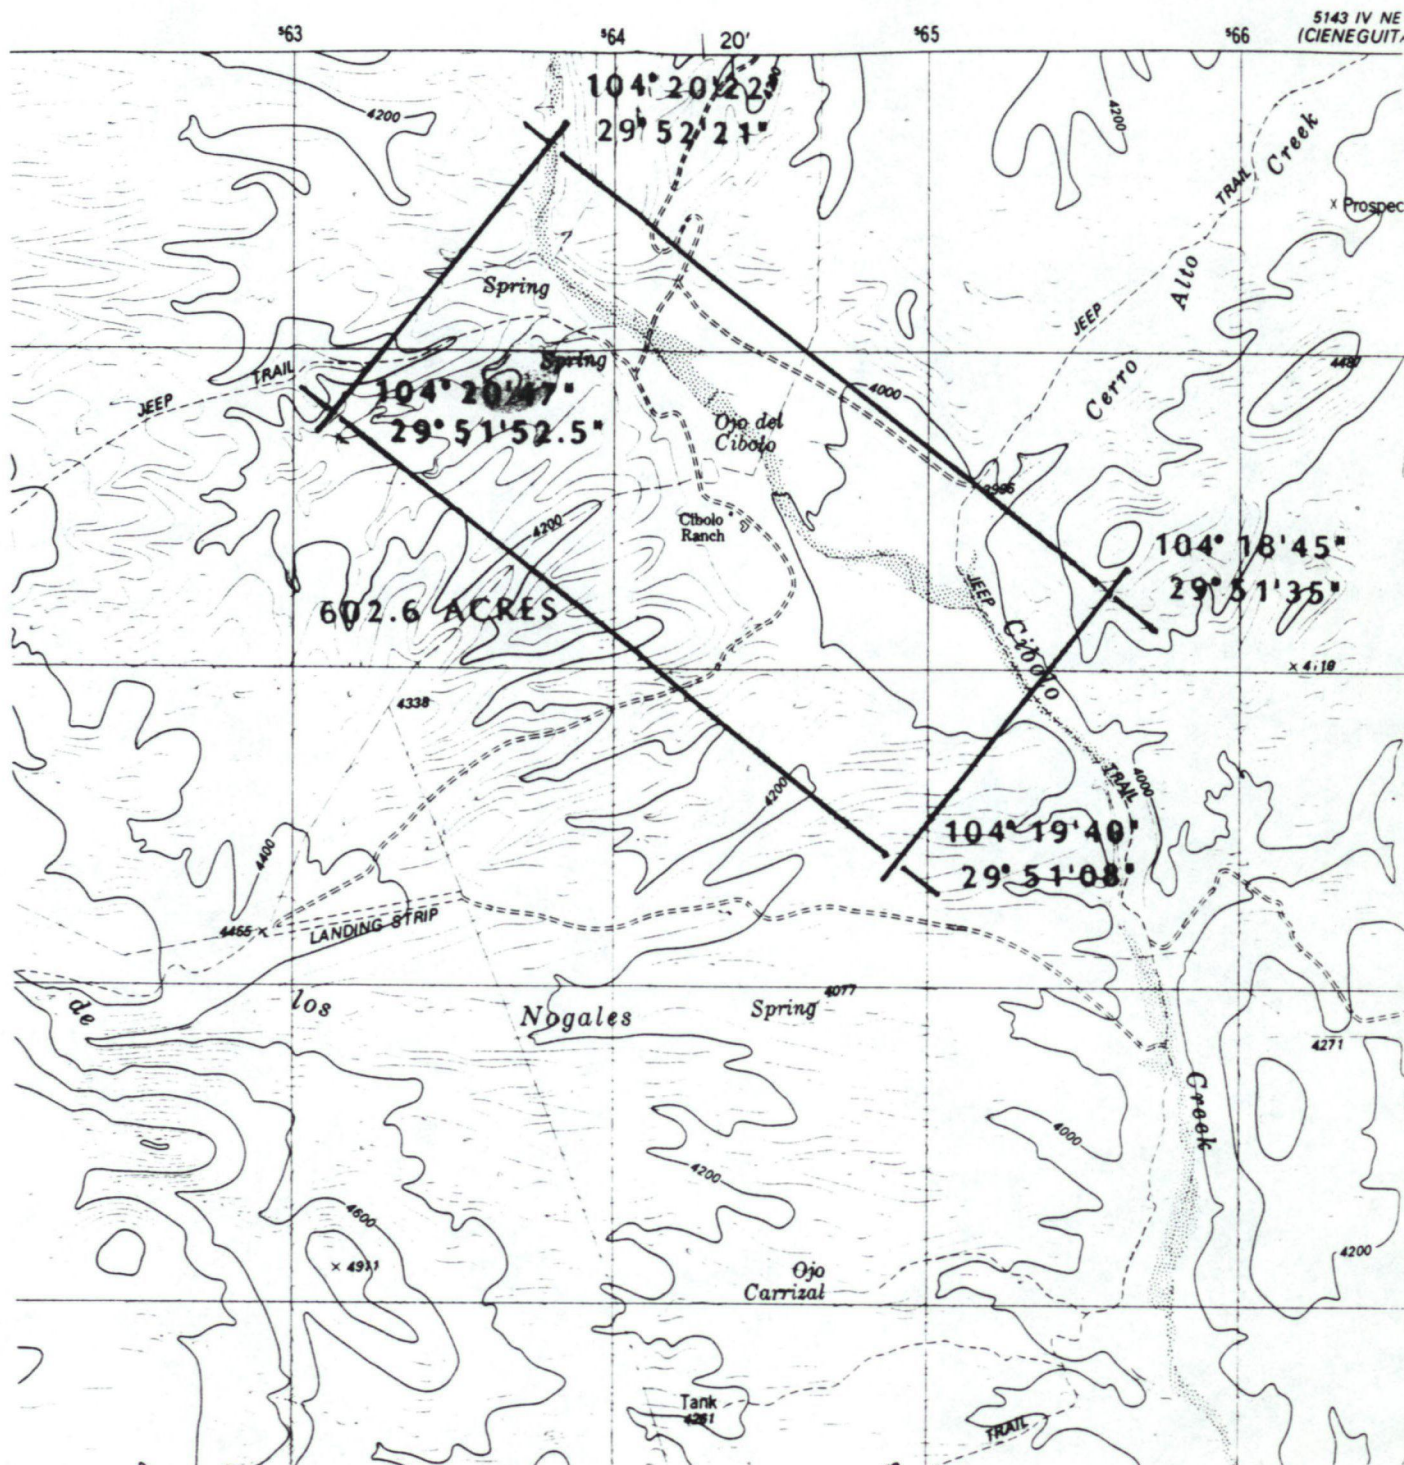 5143 IV NE
(CIENEGUITA
⁵63
⁵64
20'
⁵65
⁵66
104° 20'22"
29° 52'21"
4200
4200
Creek
TRAIL
Alto
JEEP
Cerro
Spring
Spring
JEEP
TRAIL
104° 20'47"
29° 51'52.5"
4000
4487
Ojo del
Cibolo
3995
4200
Cibolo
Ranch
104° 18'45"
29° 51'35"
JEEP
Cibolo
602.6 ACRES
4338
TRAIL
4000
4200
104° 19'40"
29° 51'08"
4400
4455
LANDING STRIP
de
los
Nogales
Spring
4077
4271
Creek
4000
4200
4600
4911
4200
Ojo
Carrizal
Tank
4261
TRAIL